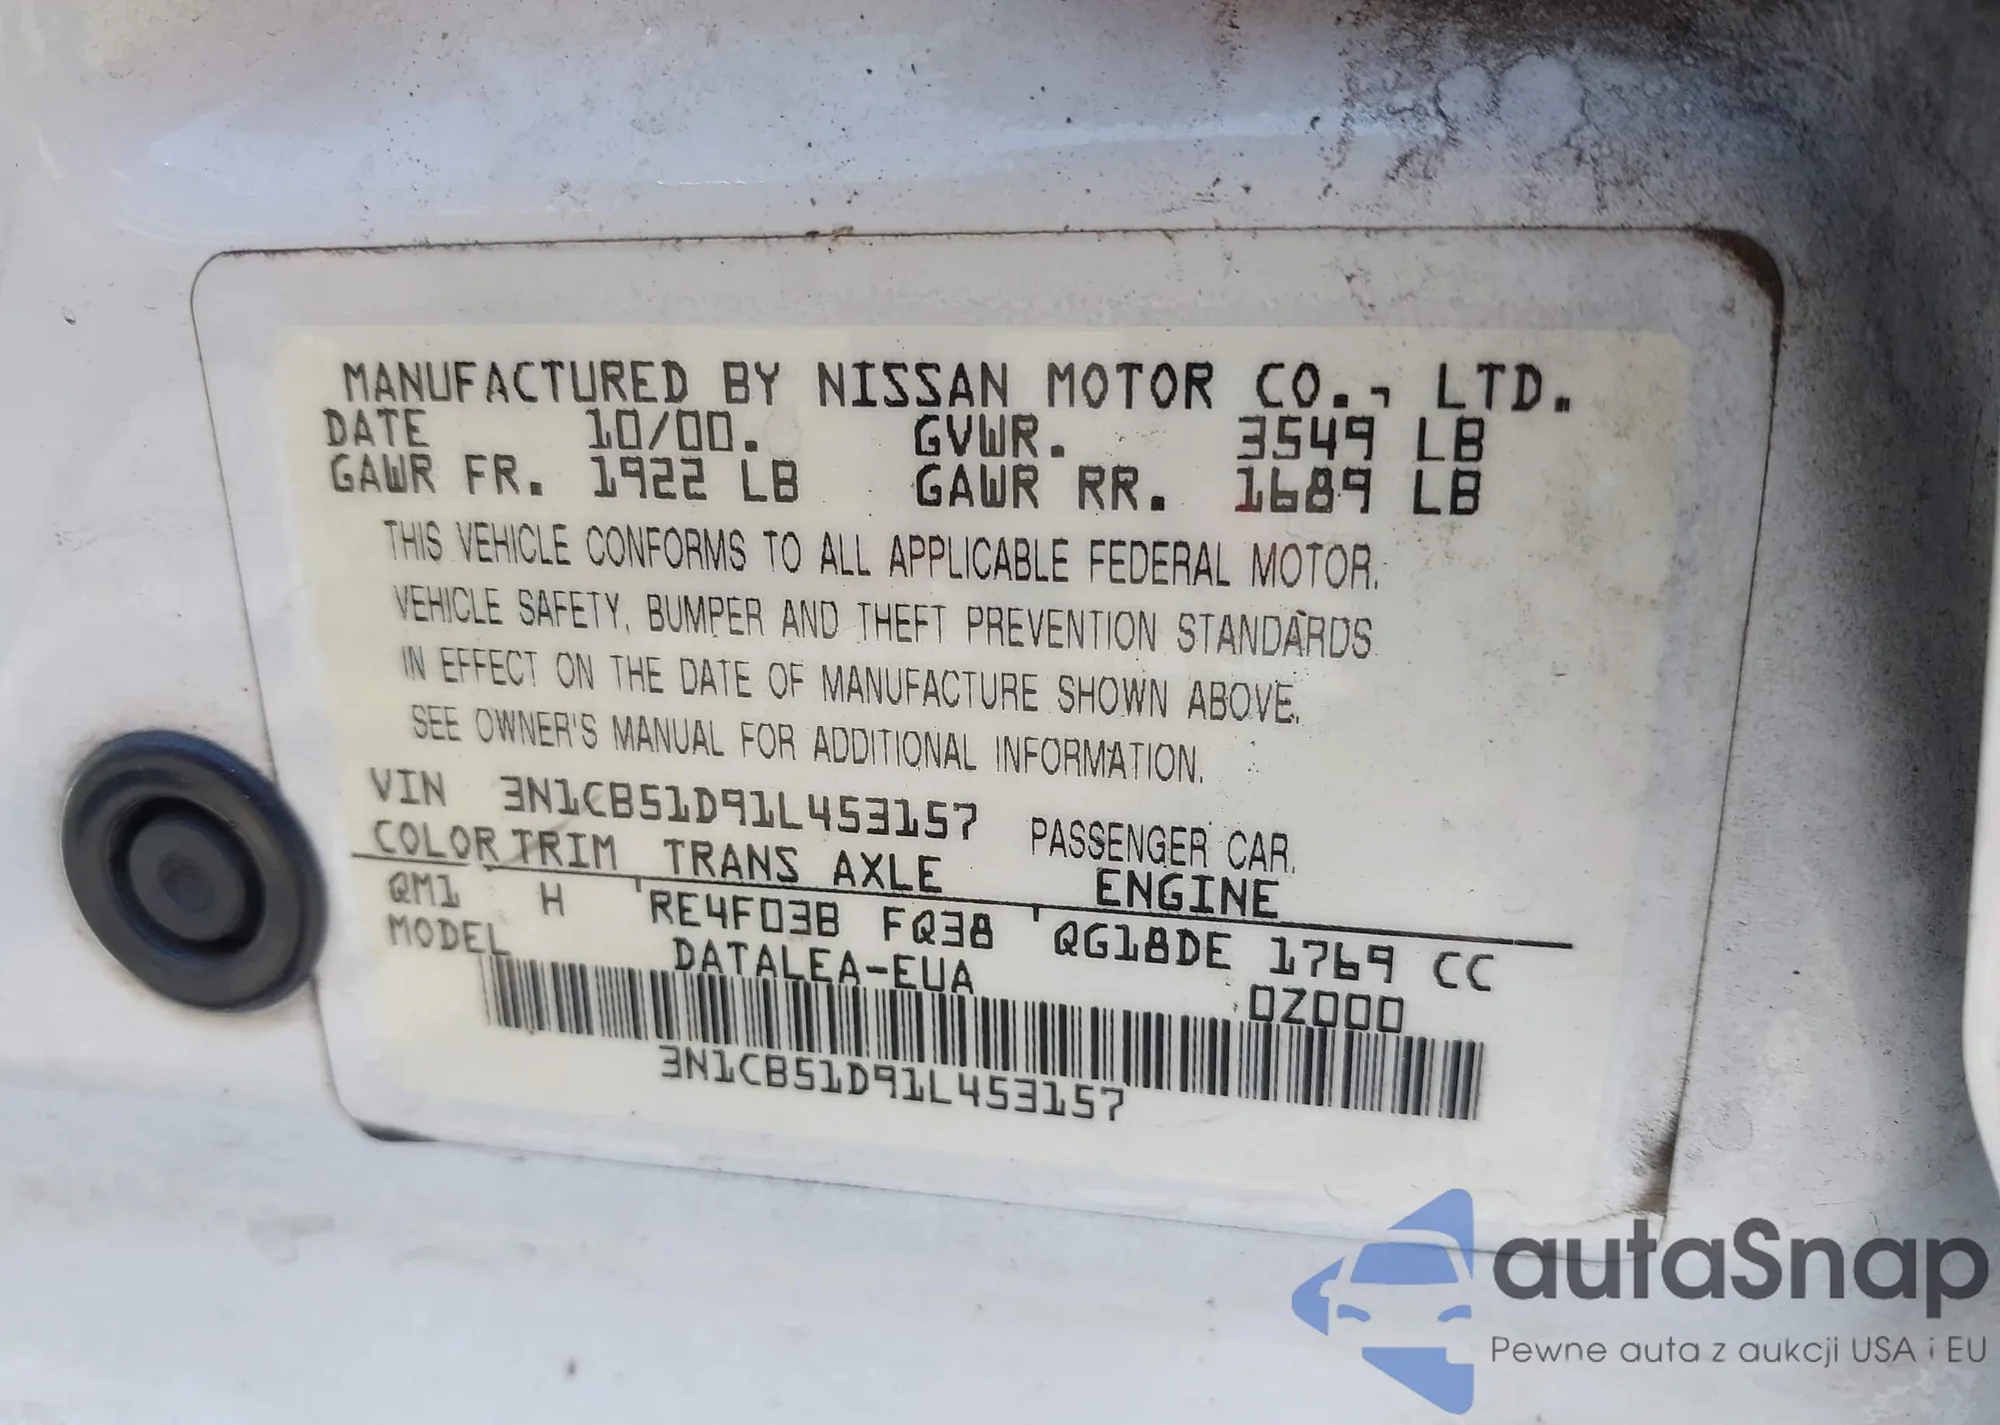 MANUFACTURED BY NISSAN MOTOR CO., LTD.
DATE 10/00. GVWR. 3549 LB
GAWR FR. 1922 LB GAWR RR. 1689 LB
THIS VEHICLE CONFORMS TO ALL APPLICABLE FEDERAL MOTOR.
VEHICLE SAFETY, BUMPER AND THEFT PREVENTION STANDARDS
IN EFFECT ON THE DATE OF MANUFACTURE SHOWN ABOVE.
SEE OWNER'S MANUAL FOR ADDITIONAL INFORMATION.
VIN 3N1CB51D91L453157 PASSENGER CAR.
COLOR TRIM TRANS AXLE ENGINE
QM1 H RE4F03B FQ38 QG18DE 1769 CC
MODEL DATALEA-EUA 0Z000
3N1CB51D91L453157
autaSnap
Pewne auta z aukcji USA i EU